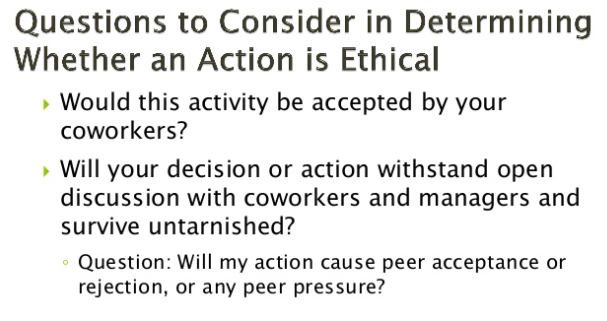 Questions to Consider in Determining
Whether an Action is Ethical
Would this activity be accepted by your
coworkers?
Will your decision or action withstand open
discussion with coworkers and managers and
survive untarnished?
Question: Will my action cause peer acceptance or
rejection, or any peer pressure?